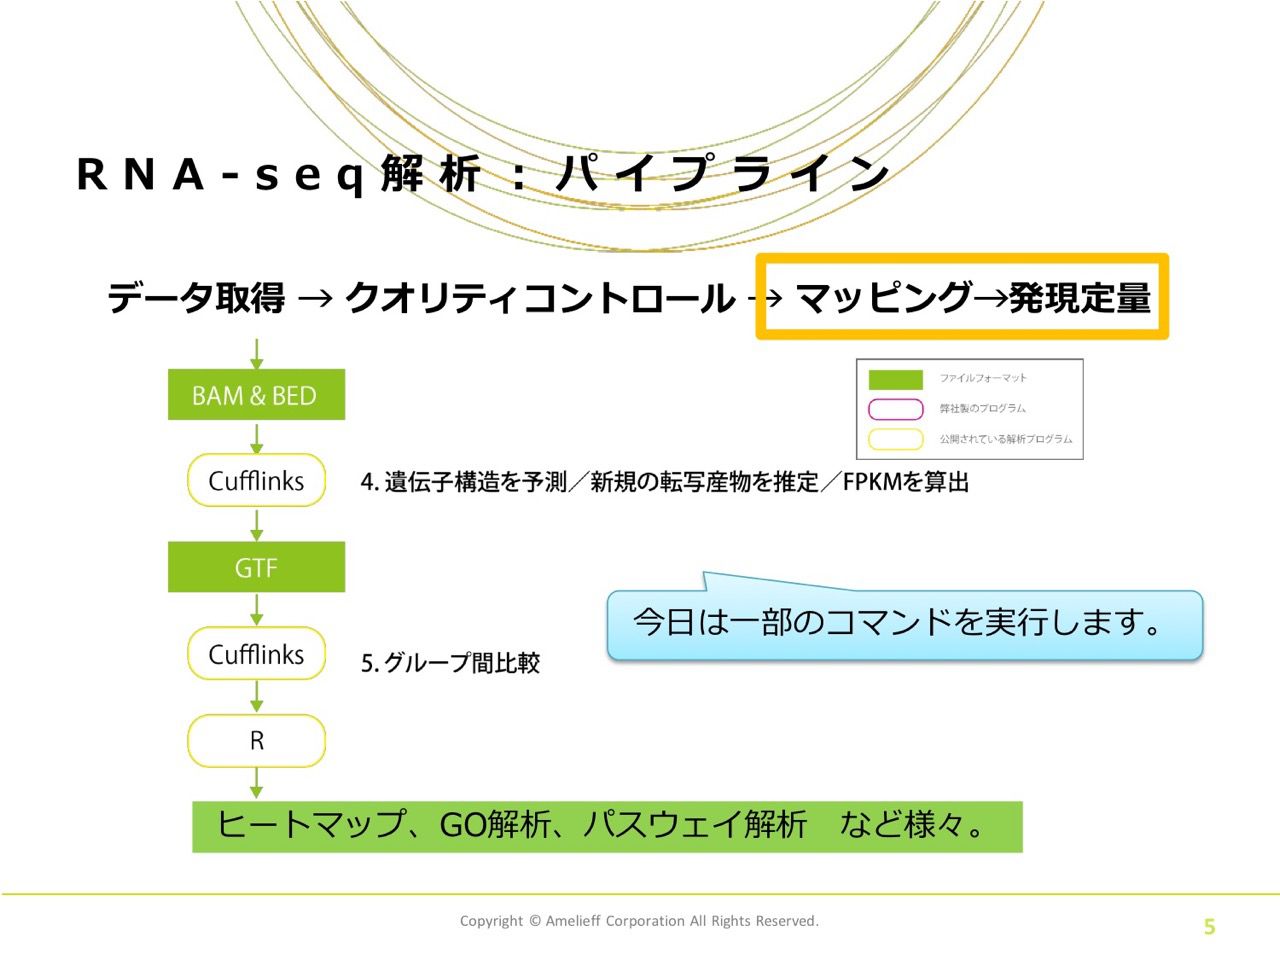 RNA-seq解析：パイプライン
データ取得 → クオリティコントロール → マッピング→発現定量
ファイルフォーマット
弊社製のプログラム
公開されている解析プログラム
BAM & BED
Cufflinks
4. 遺伝子構造を予測／新規の転写産物を推定／FPKMを算出
GTF
今日は一部のコマンドを実行します。
Cufflinks
5. グループ間比較
R
ヒートマップ、GO解析、パスウェイ解析　など様々。
Copyright © Amelieff Corporation All Rights Reserved.
5